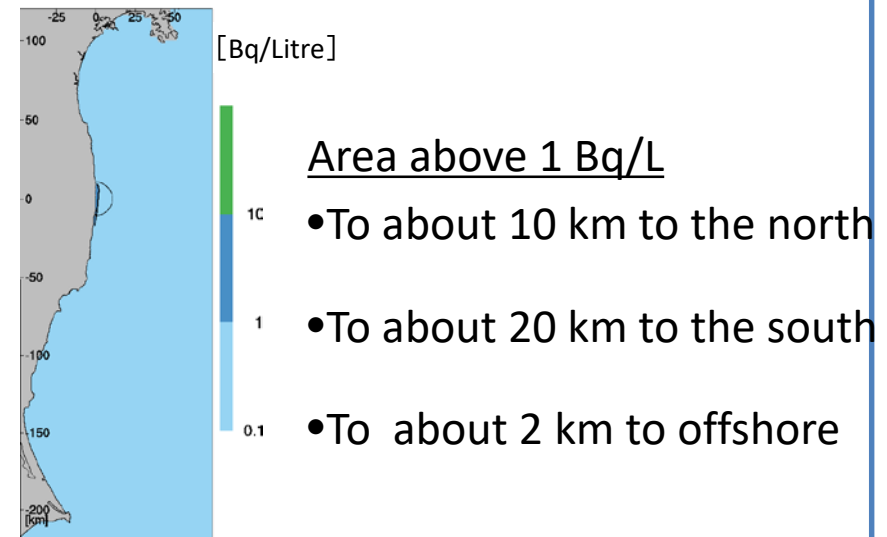 -25 0 25 50
100
50
0
-50
-100
-150
-200
[km]
[Bq/Litre]
10
1
0.1
Area above 1 Bq/L
•To about 10 km to the north
•To about 20 km to the south
•To about 2 km to offshore